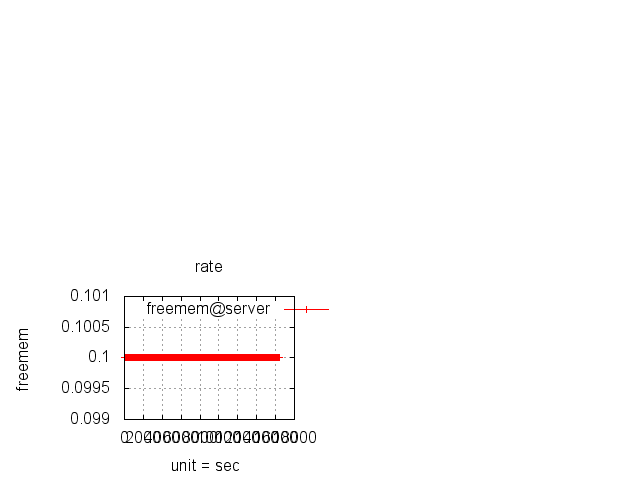 rate
0.101
freemem@server
0.1005
0.1
0.0995
0.099
freemem
unit = sec